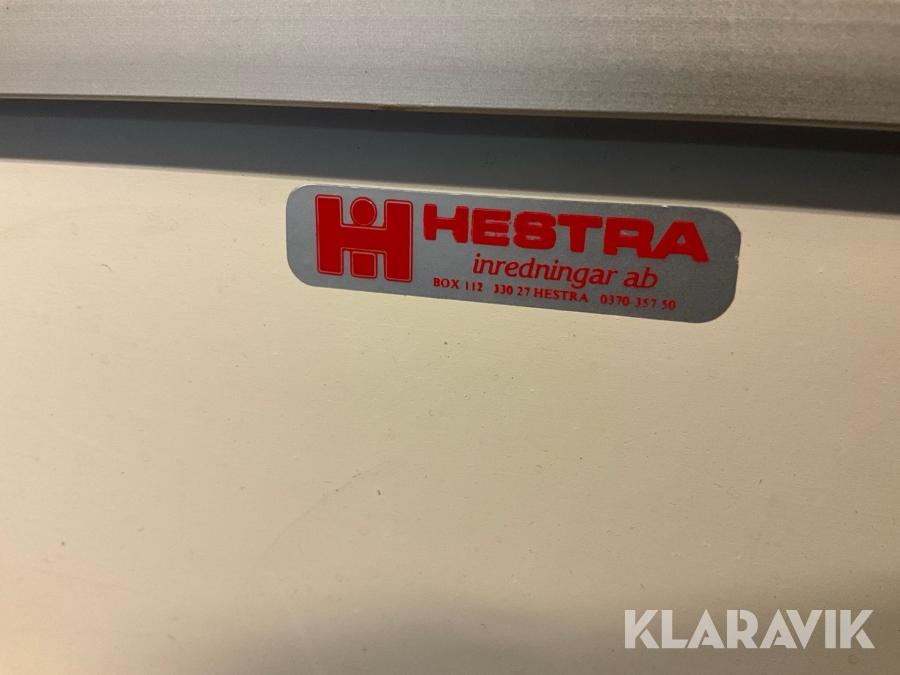 HESTRA
inredningar ab
BOX 112 330 27 HESTRA 0370-357 50
KLARAVIK